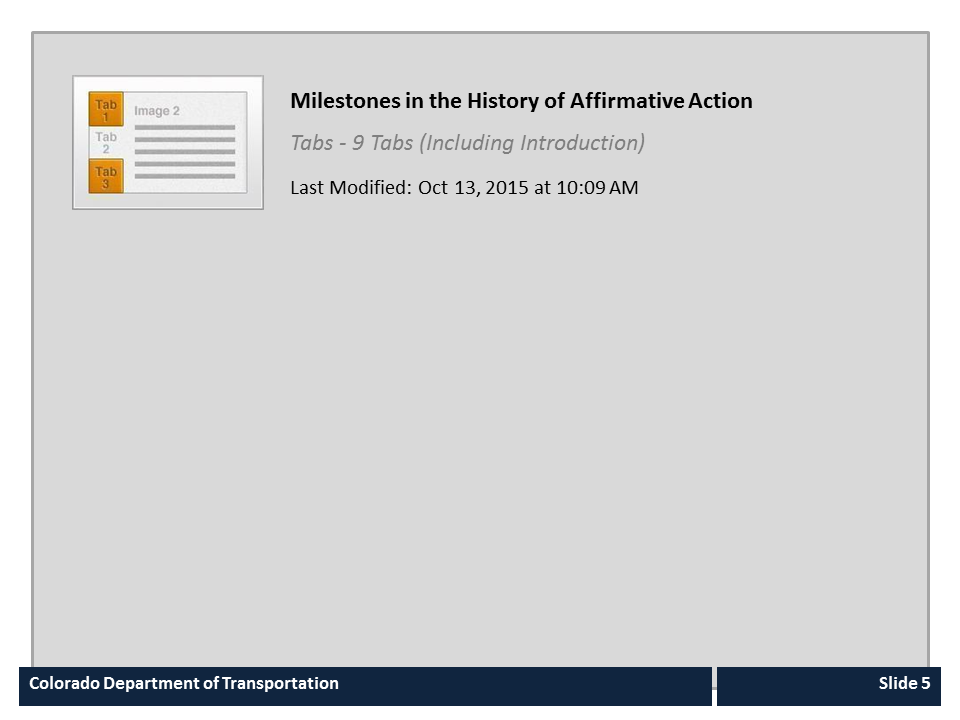 Tab
1
Tab
2
Tab
3
Image 2
Milestones in the History of Affirmative Action
Tabs - 9 Tabs (Including Introduction)
Last Modified: Oct 13, 2015 at 10:09 AM
Colorado Department of Transportation
Slide 5